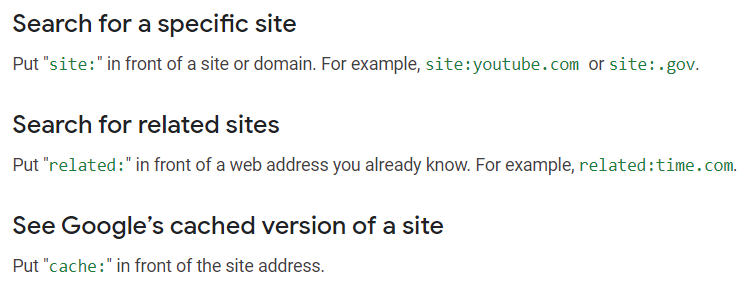 Search for a specific site
Put "site:" in front of a site or domain. For example, site:youtube.com or site:.gov.
Search for related sites
Put "related:" in front of a web address you already know. For example, related:time.com.
See Google’s cached version of a site
Put "cache:" in front of the site address.